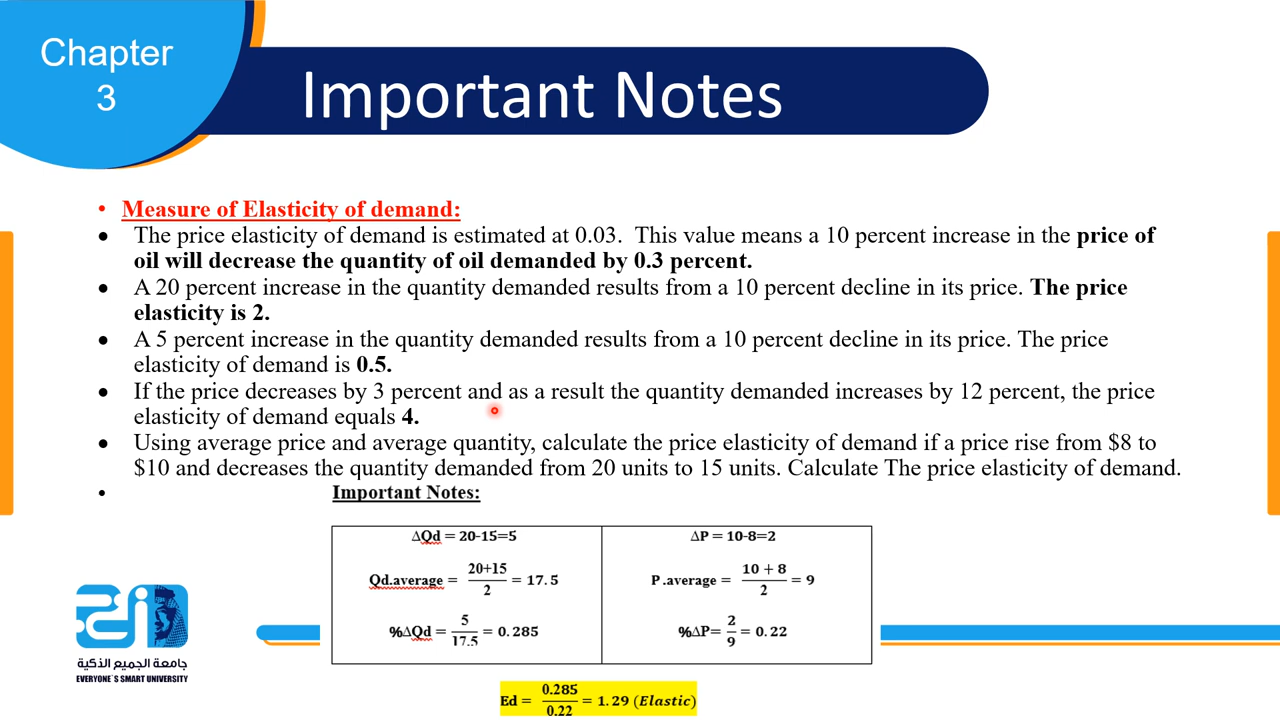 Chapter
3
Important Notes
• Measure of Elasticity of demand:
• The price elasticity of demand is estimated at 0.03. This value means a 10 percent increase in the price of
oil will decrease the quantity of oil demanded by 0.3 percent.
• A 20 percent increase in the quantity demanded results from a 10 percent decline in its price. The price
elasticity is 2.
• A 5 percent increase in the quantity demanded results from a 10 percent decline in its price. The price
elasticity of demand is 0.5.
• If the price decreases by 3 percent and as a result the quantity demanded increases by 12 percent, the price
elasticity of demand equals 4.
• Using average price and average quantity, calculate the price elasticity of demand if a price rise from $8 to
$10 and decreases the quantity demanded from 20 units to 15 units. Calculate The price elasticity of demand.
• Important Notes:
ΔQd = 20-15=5
Qd.average = 20+15/2 = 17.5
%ΔQd = 5/17.5 = 0.285
ΔP = 10-8=2
P.average = 10 + 8/2 = 9
%ΔP= 2/9 = 0.22
Ed = 0.285/0.22 = 1.29 (Elastic)
جامعة الجميع الذكية
EVERYONE`S SMART UNIVERSITY